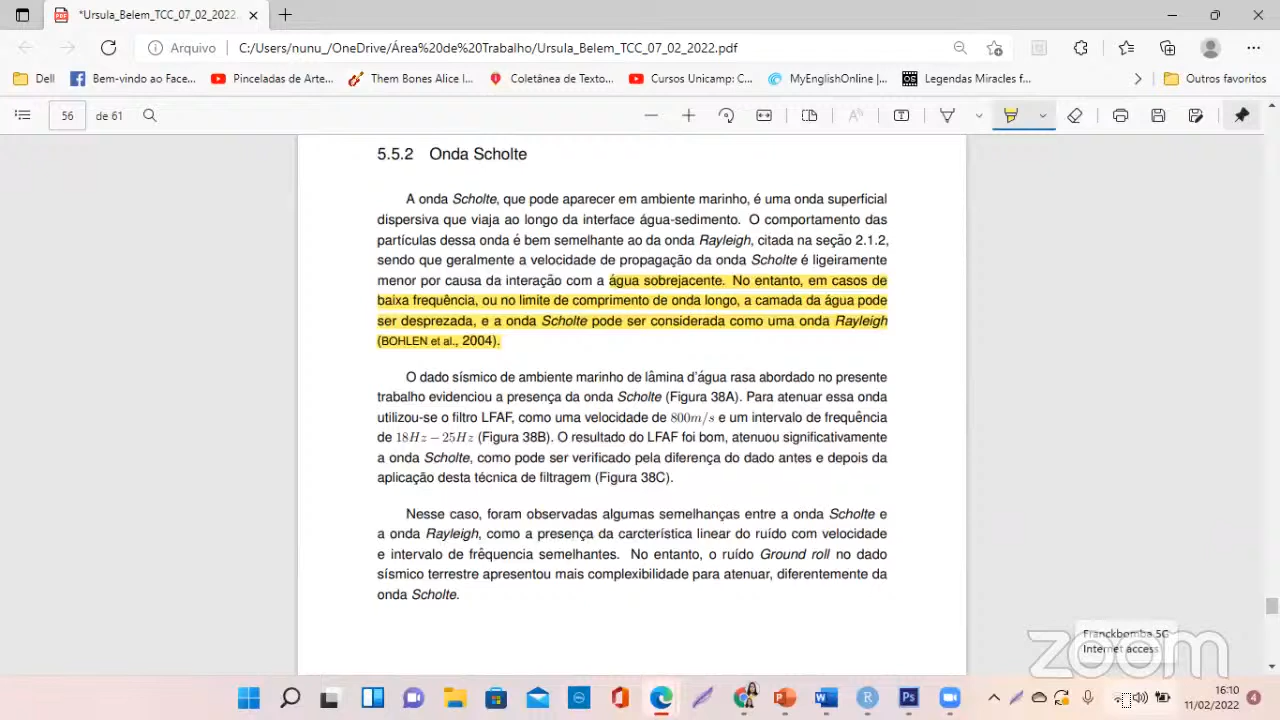 *Ursula_Belem_TCC_07_02_2022.
Arquivo
C:/Users/nunu_/OneDrive/Área%20de%20Trabalho/Ursula_Belem_TCC_07_02_2022.pdf
Dell
Bem-vindo ao Face...
Pinceladas de Arte...
Them Bones Alice I...
Coletânea de Texto...
Cursos Unicamp: C...
MyEnglishOnline |...
Legendas Miracles f...
Outros favoritos
56 de 61
5.5.2 Onda Scholte
A onda Scholte, que pode aparecer em ambiente marinho, é uma onda superficial
dispersiva que viaja ao longo da interface água-sedimento. O comportamento das
partículas dessa onda é bem semelhante ao da onda Rayleigh, citada na seção 2.1.2,
sendo que geralmente a velocidade de propagação da onda Scholte é ligeiramente
menor por causa da interação com a água sobrejacente. No entanto, em casos de
baixa frequência, ou no limite de comprimento de onda longo, a camada da água pode
ser desprezada, e a onda Scholte pode ser considerada como uma onda Rayleigh
(BOHLEN et al., 2004).
O dado sísmico de ambiente marinho de lâmina d'água rasa abordado no presente
trabalho evidenciou a presença da onda Scholte (Figura 38A). Para atenuar essa onda
utilizou-se o filtro LFAF, como uma velocidade de 800m/s e um intervalo de frequência
de 18Hz − 25Hz (Figura 38B). O resultado do LFAF foi bom, atenuou significativamente
a onda Scholte, como pode ser verificado pela diferença do dado antes e depois da
aplicação desta técnica de filtragem (Figura 38C).
Nesse caso, foram observadas algumas semelhanças entre a onda Scholte e
a onda Rayleigh, como a presença da carcterística linear do ruído com velocidade
e intervalo de frêquencia semelhantes. No entanto, o ruído Ground roll no dado
sísmico terrestre apresentou mais complexibilidade para atenuar, diferentemente da
onda Scholte.
Franckbomba 5G
Internet access
zoom
16:10
11/02/2022
4